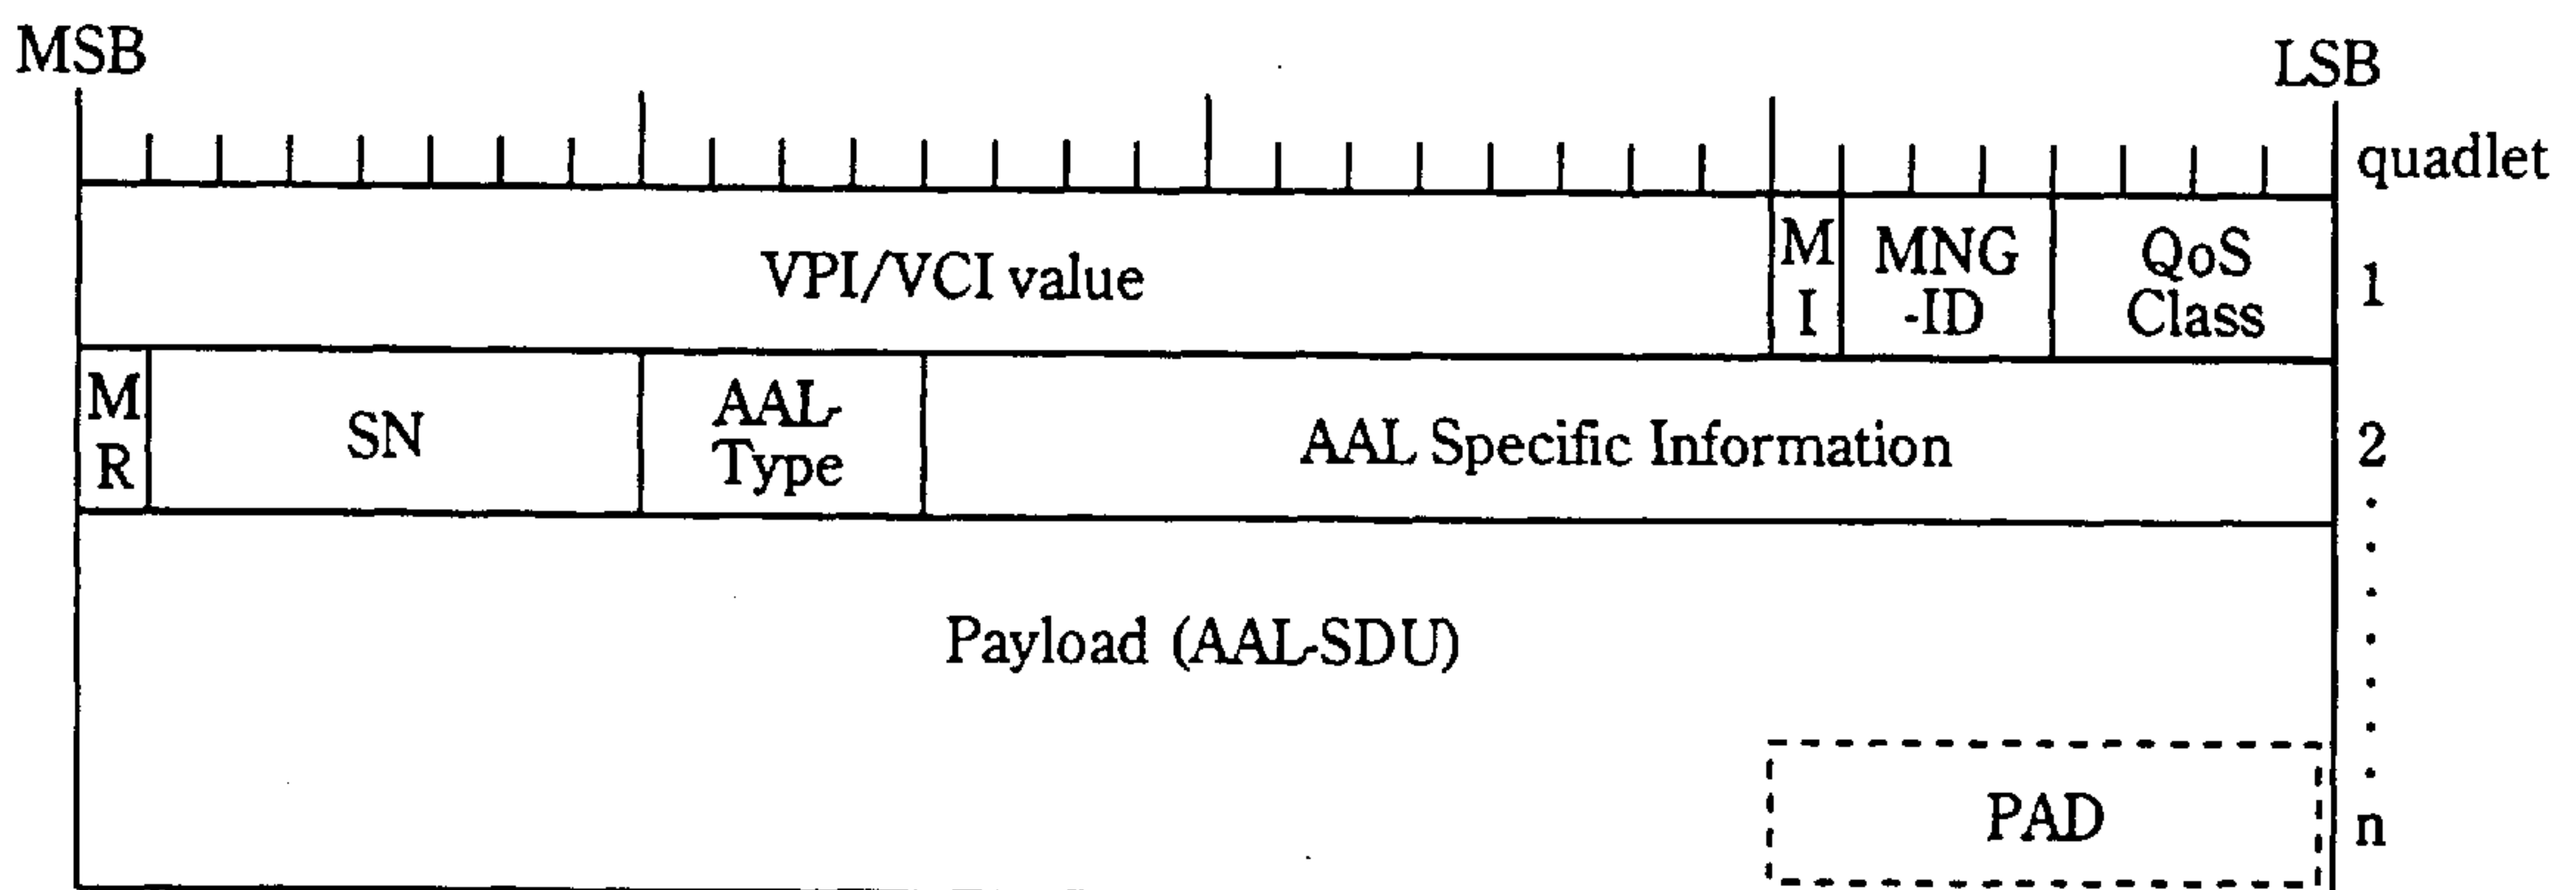 MSB
LSB
quadlet
VPI/VCI value
M
I
MNG
-ID
QoS
Class
1
M
R
SN
AAL-
Type
AAL Specific Information
2
Payload (AAL-SDU)
PAD
n